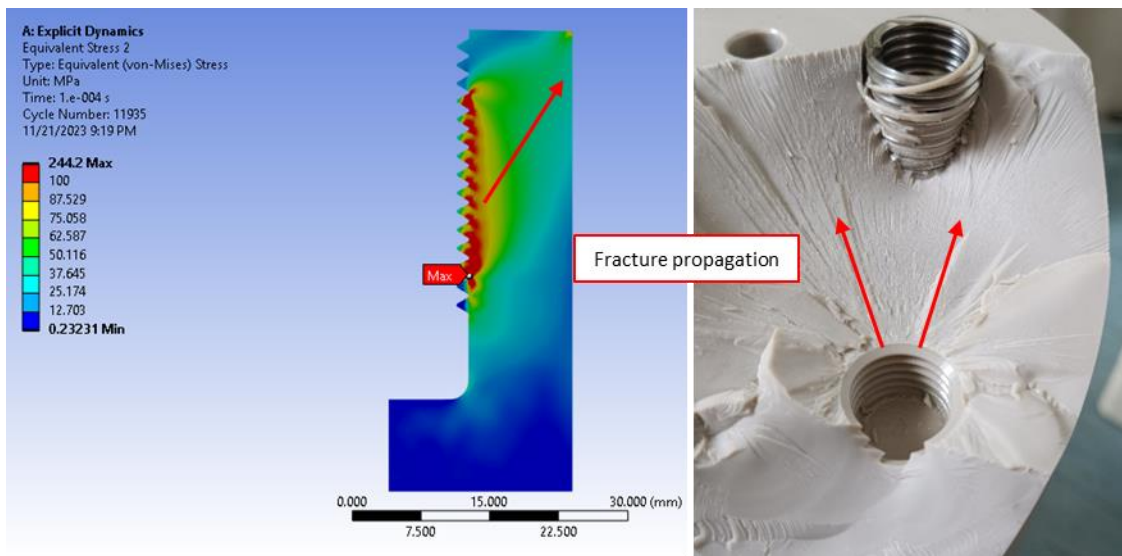 A: Explicit Dynamics
Equivalent Stress 2
Type: Equivalent (von-Mises) Stress
Unit: MPa
Time: 1.e-004 s
Cycle Number: 11935
11/21/2023 9:19 PM
244.2 Max
100
87.529
75.058
62.587
50.116
37.645
25.174
12.703
0.23231 Min
Max
Fracture propagation
0.000 15.000 30.000 (mm)
7.500 22.500